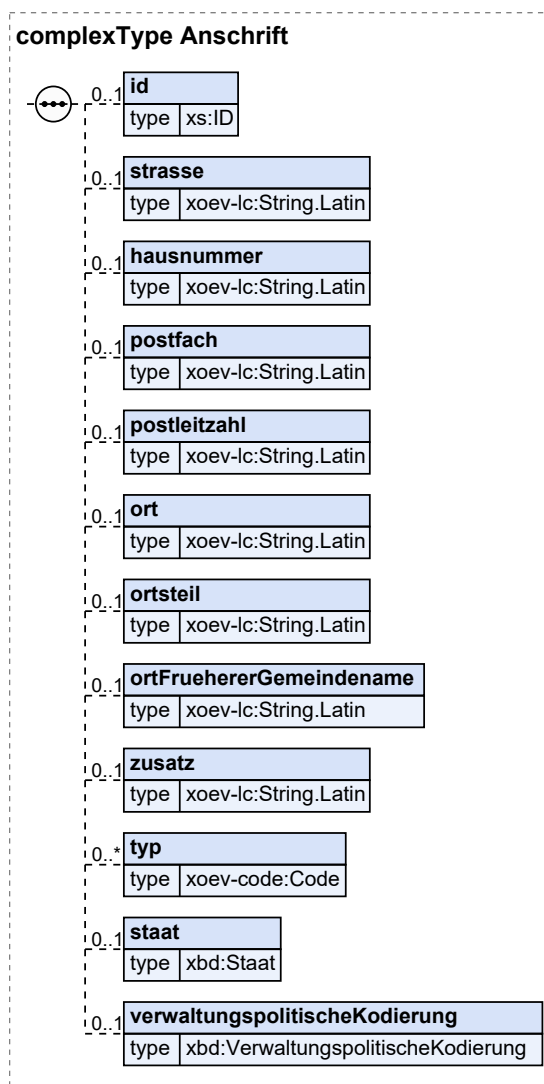 complexType Anschrift
0..1 id
type xs:ID
0..1 strasse
type xoev-lc:String.Latin
0..1 hausnummer
type xoev-lc:String.Latin
0..1 postfach
type xoev-lc:String.Latin
0..1 postleitzahl
type xoev-lc:String.Latin
0..1 ort
type xoev-lc:String.Latin
0..1 ortsteil
type xoev-lc:String.Latin
0..1 ortFruehererGemeindename
type xoev-lc:String.Latin
0..1 zusatz
type xoev-lc:String.Latin
0..* typ
type xoev-code:Code
0..1 staat
type xbd:Staat
0..1 verwaltungspolitischeKodierung
type xbd:VerwaltungspolitischeKodierung